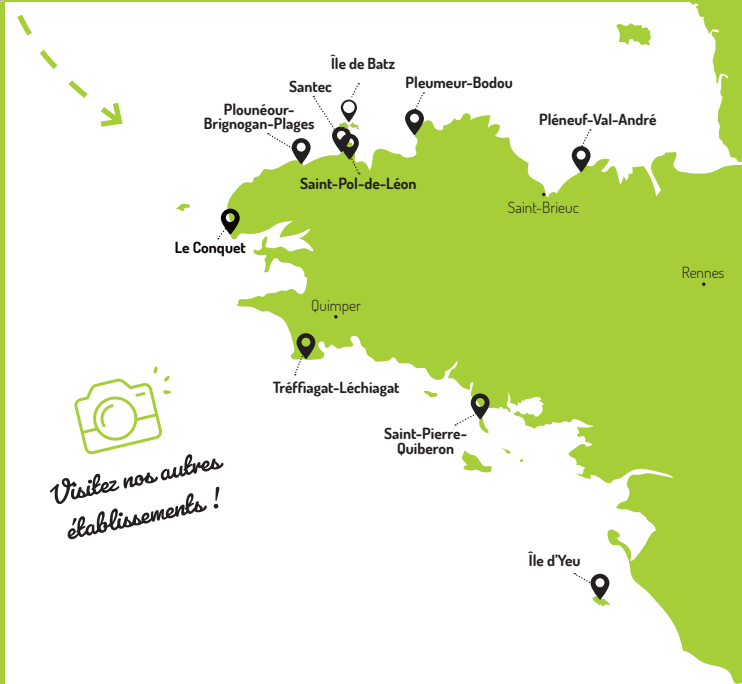 Île de Batz
Santec
Pleumeur-Bodou
Plounéour-
Brignogan-Plages
Pléneuf-Val-André
Saint-Pol-de-Léon
Saint-Brieuc
Le Conquet
Rennes
Quimper
Tréffiagat-Léchiagat
Saint-Pierre-
Quiberon
Visitez nos autres
établissements !
Île d'Yeu